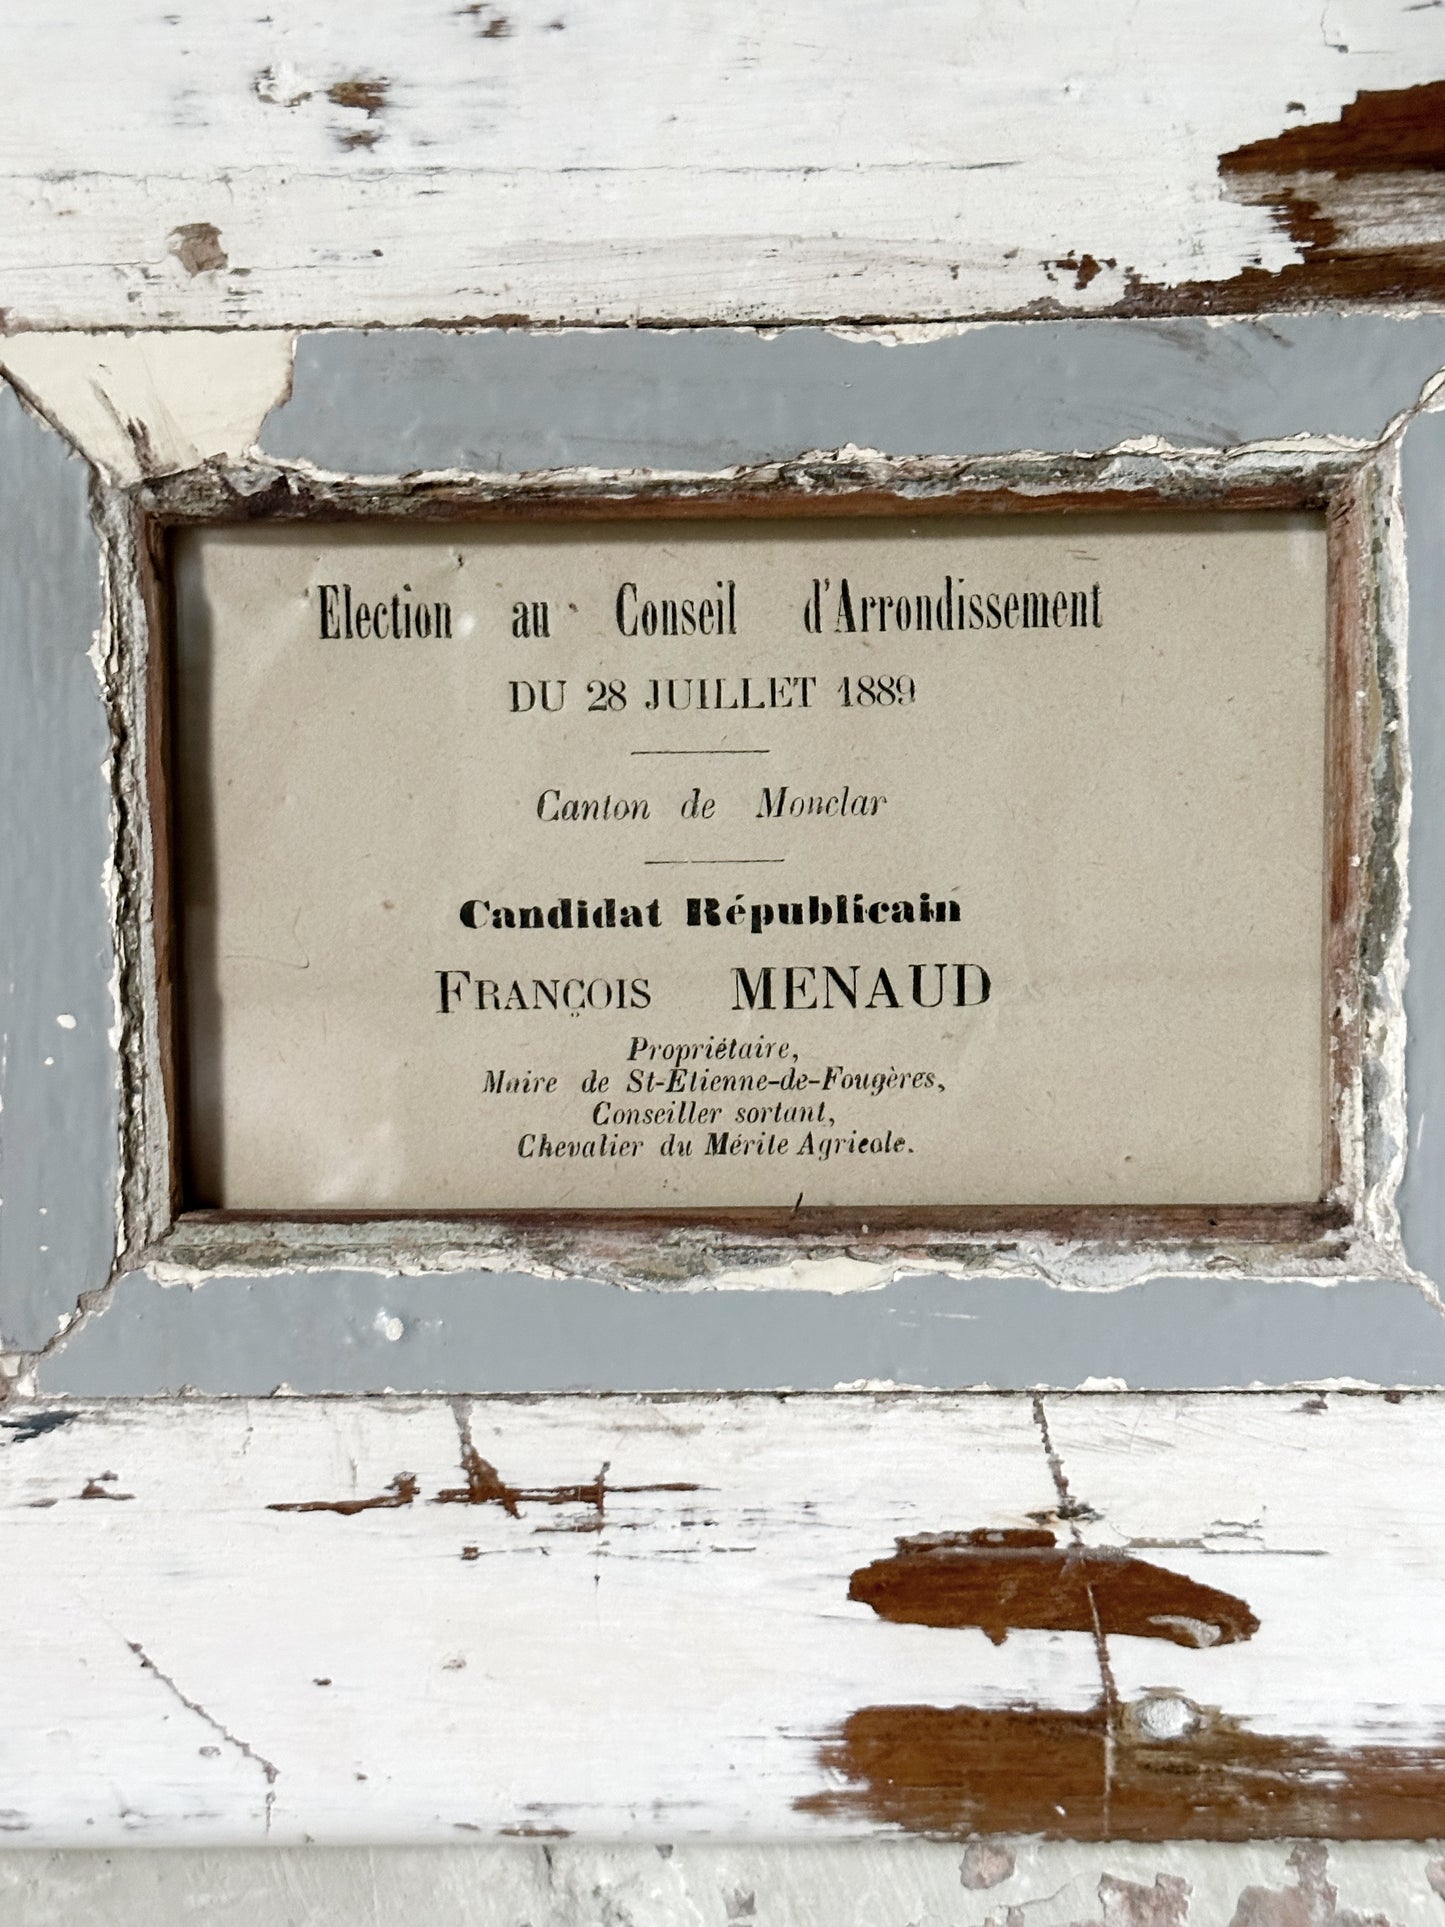 Election au Conseil d'Arrondissement
DU 28 JUILLET 1889
Canton de Monclar
Candidat Républicain
FRANÇOIS MENAUD
Propriétaire,
Maire de St-Etienne-de-Fougères,
Conseiller sortant,
Chevalier du Mérite Agricole.